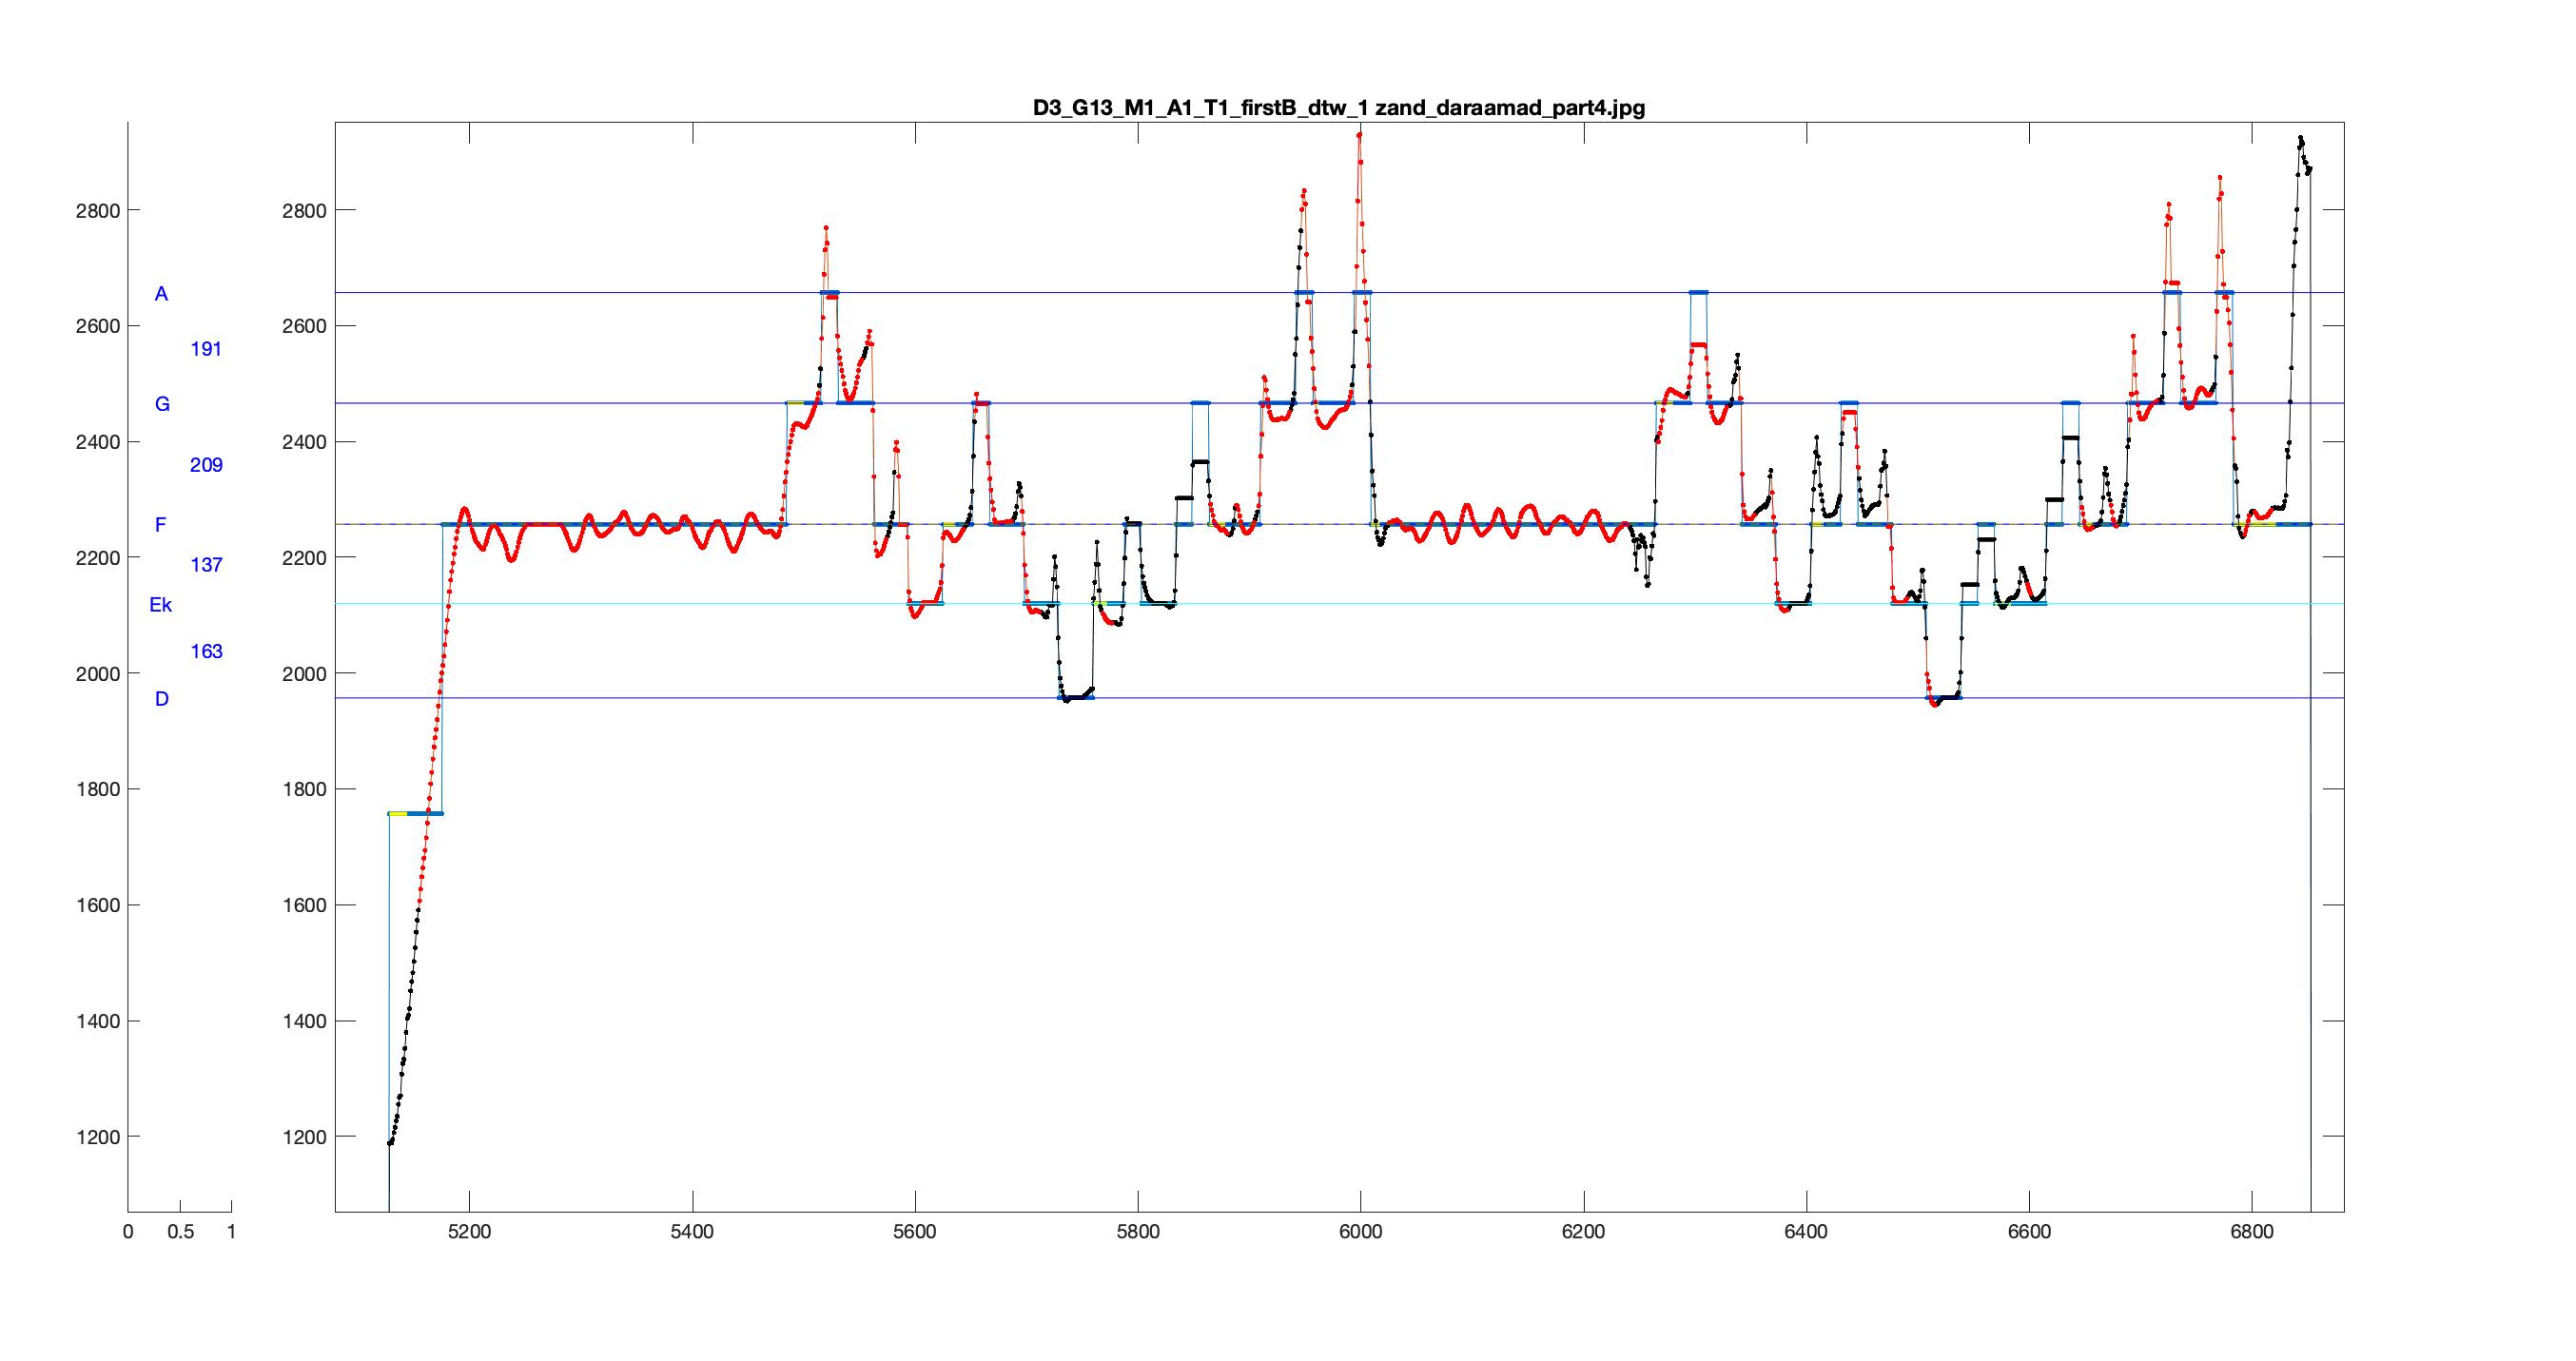 D3_G13_M1_A1_T1_firstB_dtw_1 zand_daraamad_part4.jpg
2800 2800
A
2600 2600
191
G
2400 2400
209
F
2200 2200
137
Ek
163
2000 2000
D
1800 1800
1600 1600
1400 1400
1200 1200
0 0.5 1 5200 5400 5600 5800 6000 6200 6400 6600 6800